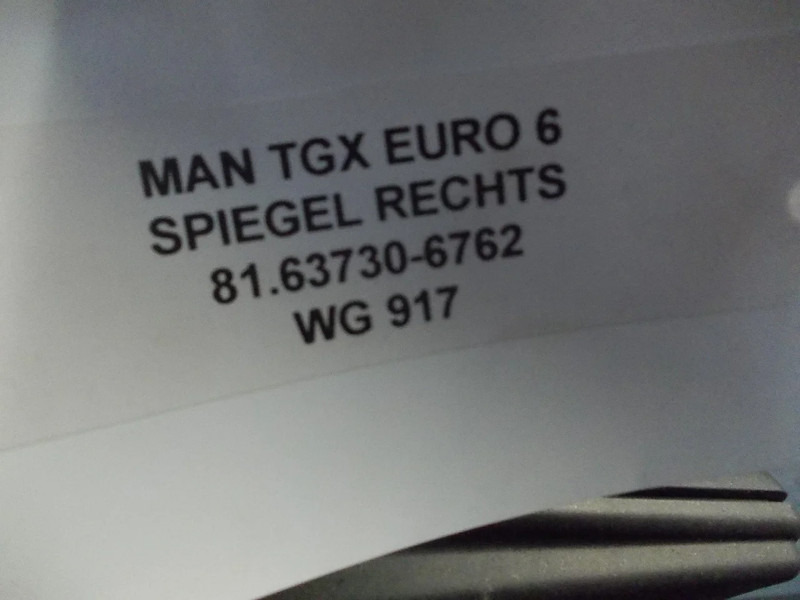 MAN TGX EURO 6
SPIEGEL RECHTS
81.63730-6762
WG 917